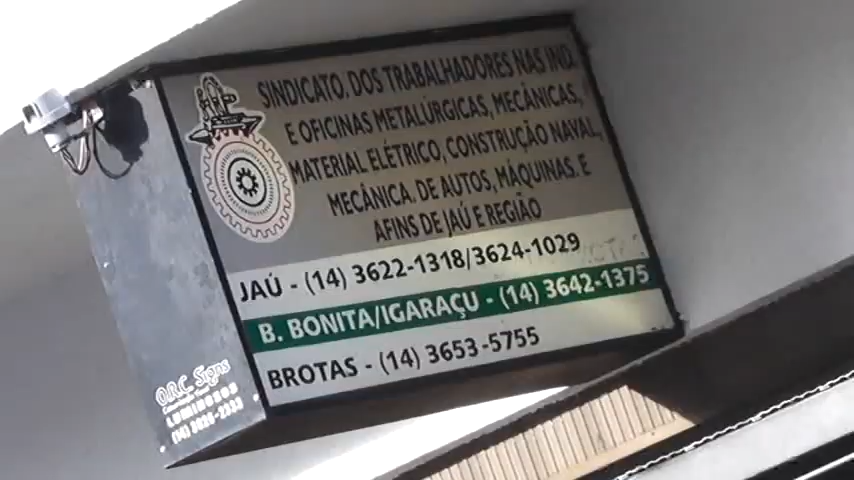 SINDICATO. DOS TRABALHADORES NAS IND.
E OFICINAS METALÚRGICAS, MECÂNICAS,
MATERIAL ELÉTRICO, CONSTRUÇÃO NAVAL,
MECÂNICA. DE AUTOS, MÁQUINAS. E
AFINS DE JAÚ E REGIÃO
JAÚ - (14) 3622-1318/3624-1029
B. BONITA/IGARAÇU - (14) 3642-1375
BROTAS - (14) 3653-5755
O.R.C. Signs
LUMINOSOS